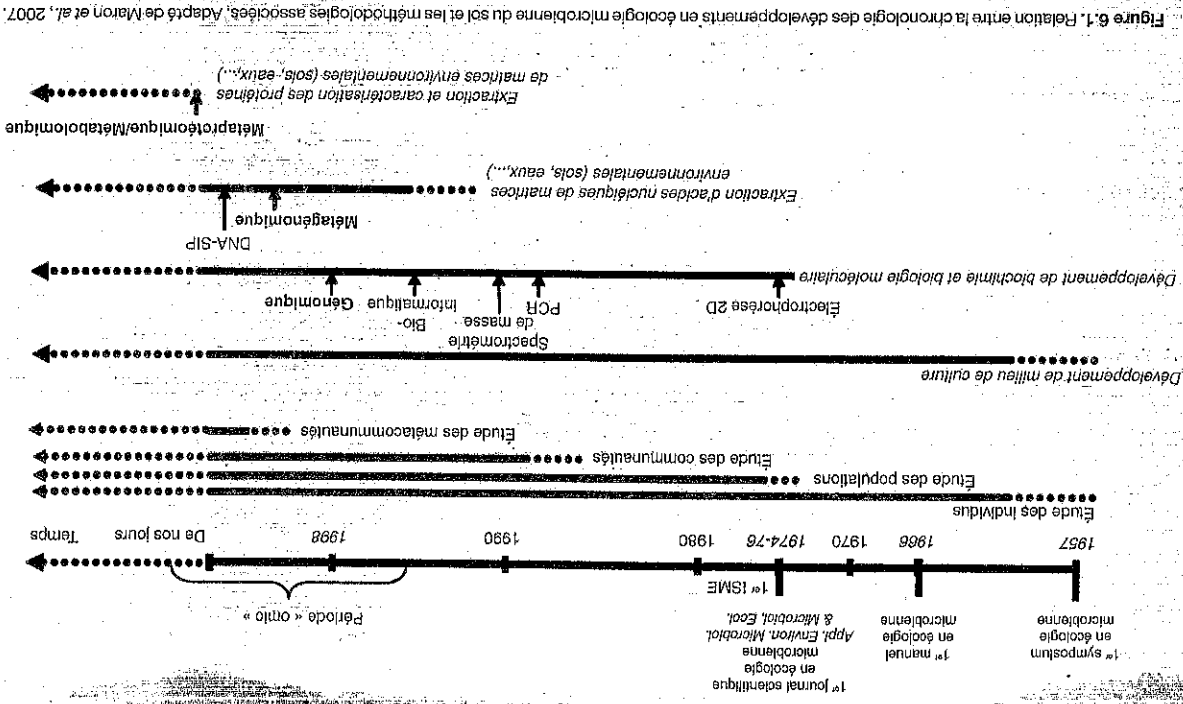 1er symposium
en écologie
microbienne
1er manuel
en écologie
microbienne
1er journal scientifique
en écologie
microbienne
Appl. Environ. Microbiol.
& Microbiol. Ecol.
1er ISME
Période « omic »
1957 1966 1970 1974-76 1980 1990 1998 De nos jours Temps
Étude des individus
Étude des populations
Étude des communautés
Étude des métacommunautés
Développement de milieu de culture
Électrophorèse 2D
PCR
Spectrométrie
de masse
Bio-
informatique
Génomique
Développement de biochimie et biologie moléculaire
DNA-SIP
Métagénomique
Extraction d'acides nucléiques de matrices
environnementales (sols, eaux,...)
Métaprotéomique/Métabolomique
Extraction et caractérisation des protéines
de matrices environnementales (sols, eaux,...)
Figure 6.1. Relation entre la chronologie des développements en écologie microbienne du sol et les méthodologies associées. Adapté de Maron et al., 2007.